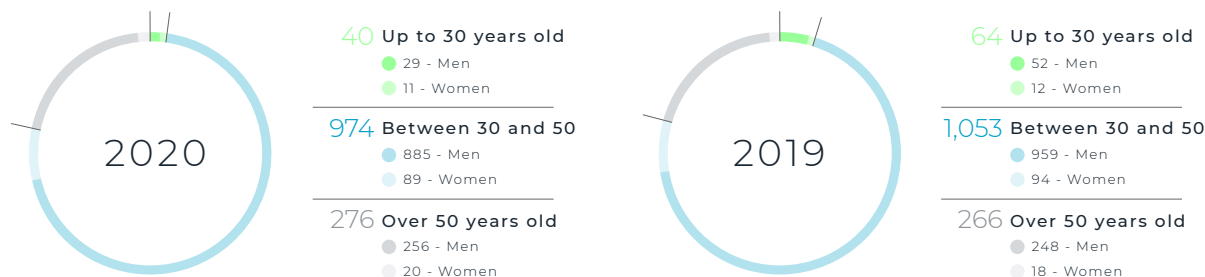 2020
40 Up to 30 years old
29 - Men
11 - Women
974 Between 30 and 50
885 - Men
89 - Women
276 Over 50 years old
256 - Men
20 - Women
2019
64 Up to 30 years old
52 - Men
12 - Women
1,053 Between 30 and 50
959 - Men
94 - Women
266 Over 50 years old
248 - Men
18 - Women